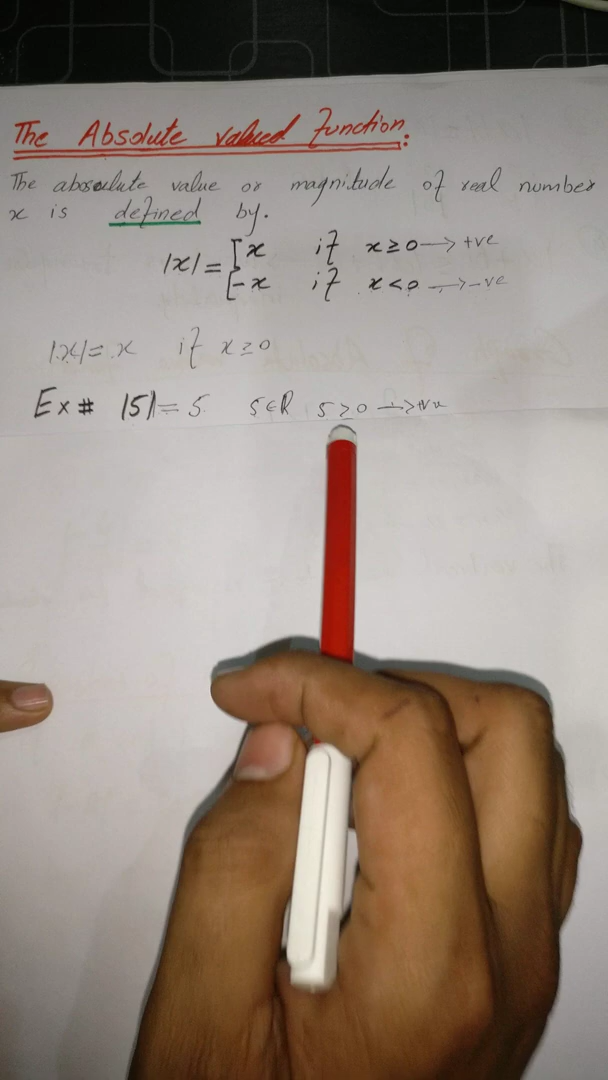 The Absolute valued Function:
The absoulute value or magnitude of real number
x is defined by.
|x| = [x if x ≥ 0 → +ve
[-x if x < 0 → -ve
|x| = x if x ≥ 0
Ex # |5| = 5 5∈R 5 ≥ 0 → +ve